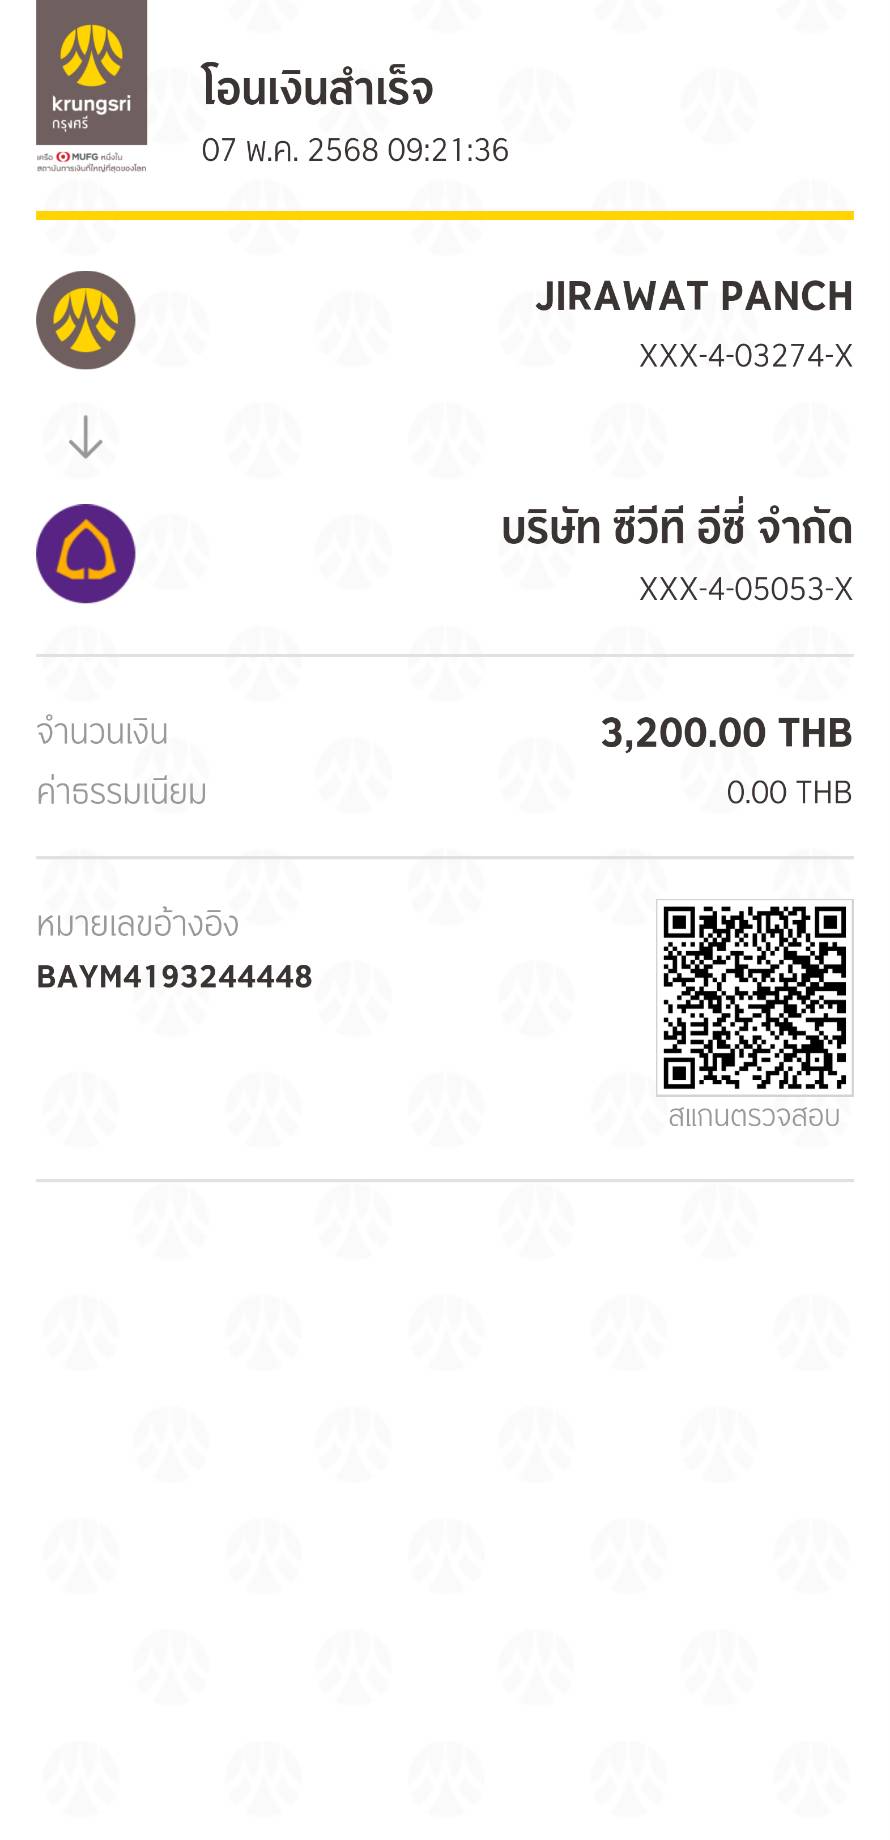 krungsri
กรุงศรี
เครือ MUFG หนึ่งใน
สถาบันการเงินที่ใหญ่ที่สุดของโลก
โอนเงินสำเร็จ
07 พ.ค. 2568 09:21:36
JIRAWAT PANCH
XXX-4-03274-X
บริษัท ซีวีที อีซี่ จำกัด
XXX-4-05053-X
จำนวนเงิน 3,200.00 THB
ค่าธรรมเนียม 0.00 THB
หมายเลขอ้างอิง
BAYM4193244448
สแกนตรวจสอบ